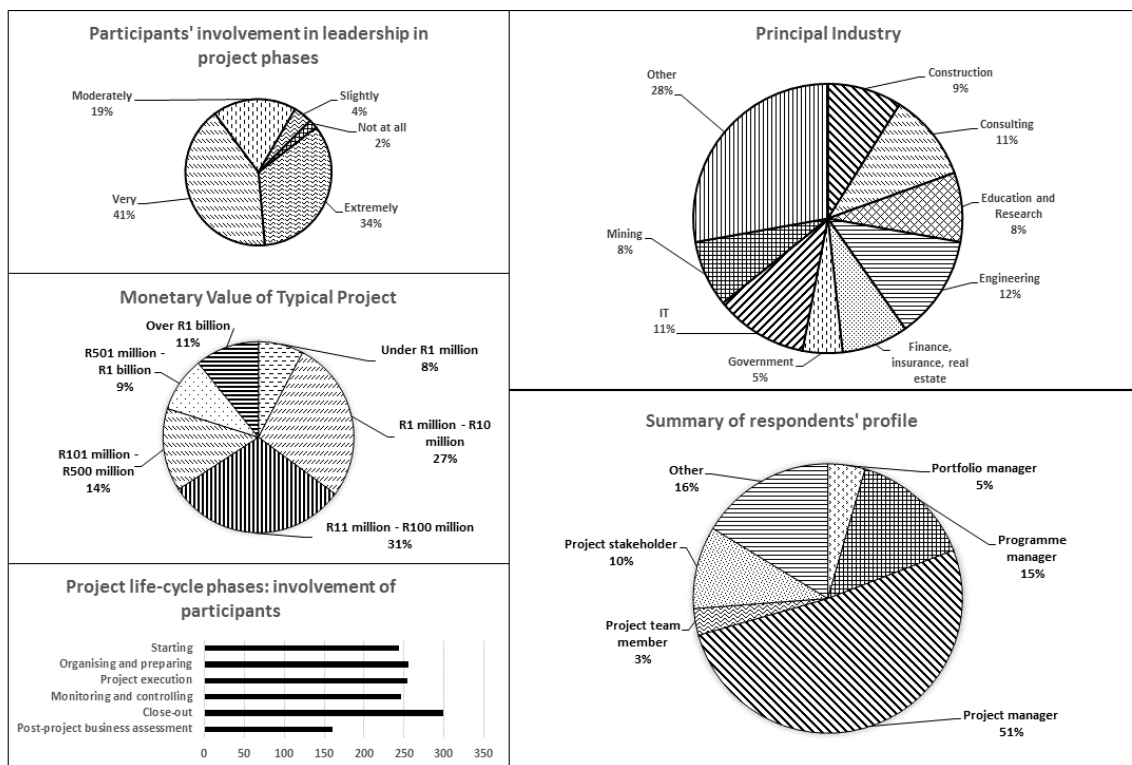 Participants' involvement in leadership in
project phases
Moderately
19%
Slightly
4%
Not at all
2%
Very
41%
Extremely
34%
Monetary Value of Typical Project
Over R1 billion
11%
Under R1 million
8%
R501 million -
R1 billion
9%
R1 million - R10
million
27%
R101 million -
R500 million
14%
R11 million - R100 million
31%
Project life-cycle phases: involvement of
participants
Starting
Organising and preparing
Project execution
Monitoring and controlling
Close-out
Post-project business assessment
0 50 100 150 200 250 300 350
Principal Industry
Other
28%
Construction
9%
Consulting
11%
Education and
Research
8%
Mining
8%
Engineering
12%
IT
11%
Government
5%
Finance,
insurance, real
estate
Summary of respondents' profile
Other
16%
Portfolio manager
5%
Project stakeholder
10%
Programme
manager
15%
Project team
member
3%
Project manager
51%